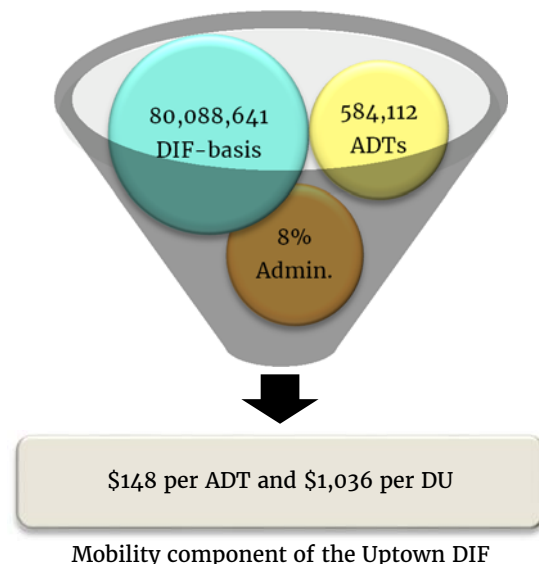 80,088,641
DIF-basis
584,112
ADTs
8%
Admin.
$148 per ADT and $1,036 per DU
Mobility component of the Uptown DIF